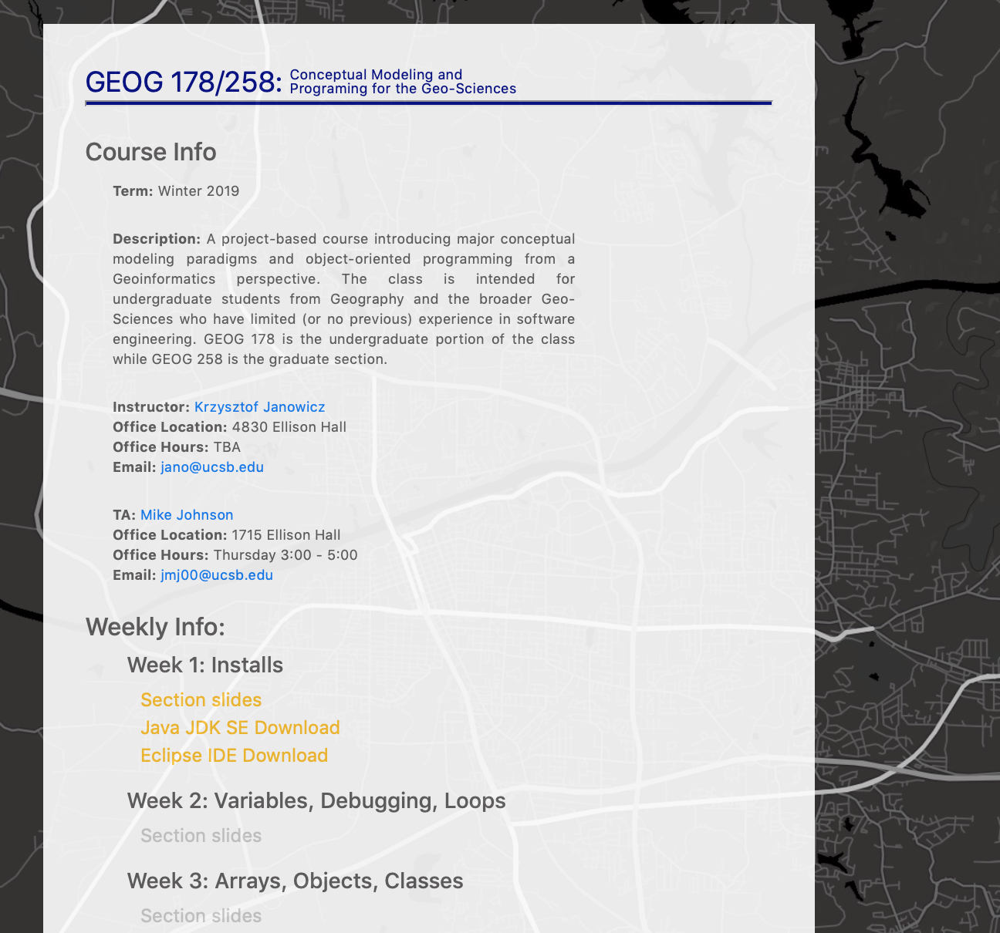 GEOG 178/258: Conceptual Modeling and
Programing for the Geo-Sciences
Course Info
Term: Winter 2019
Description: A project-based course introducing major conceptual
modeling paradigms and object-oriented programming from a
Geoinformatics perspective. The class is intended for
undergraduate students from Geography and the broader Geo-
Sciences who have limited (or no previous) experience in software
engineering. GEOG 178 is the undergraduate portion of the class
while GEOG 258 is the graduate section.
Instructor: Krzysztof Janowicz
Office Location: 4830 Ellison Hall
Office Hours: TBA
Email: jano@ucsb.edu
TA: Mike Johnson
Office Location: 1715 Ellison Hall
Office Hours: Thursday 3:00 - 5:00
Email: jmj00@ucsb.edu
Weekly Info:
Week 1: Installs
Section slides
Java JDK SE Download
Eclipse IDE Download
Week 2: Variables, Debugging, Loops
Section slides
Week 3: Arrays, Objects, Classes
Section slides